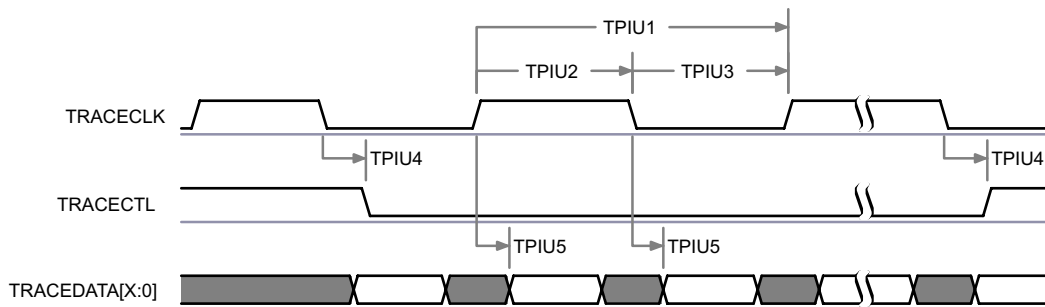 TPIU1
TPIU2 TPIU3
TRACECLK
TPIU4 TPIU4
TRACECTL
TPIU5 TPIU5
TRACEDATA[X:0]